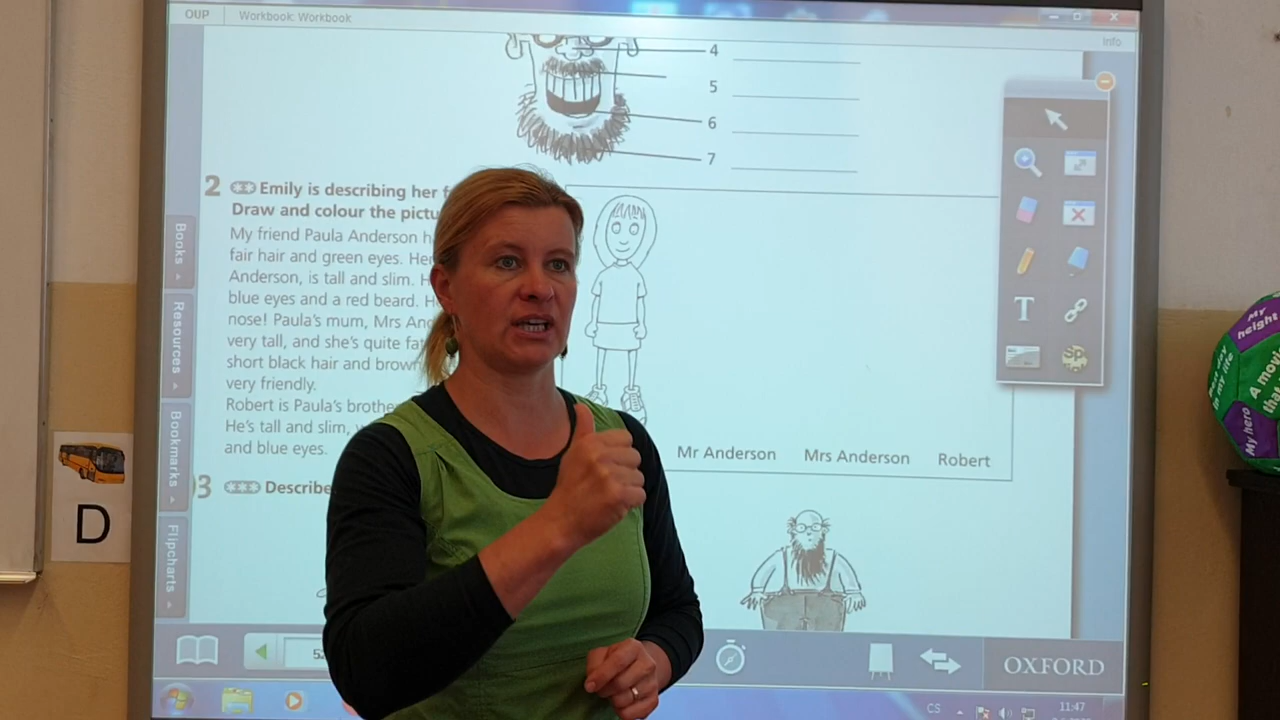 OUP
Workbook: Workbook
Info
4
5
6
7
2 Emily is describing her
Draw and colour the
My friend Paula Anderson
fair hair and green eyes. Her
Anderson, is tall and slim.
blue eyes and a red beard.
nose! Paula's mum, Mrs
very tall, and she's quite
short black hair and brown
very friendly.
Robert is Paula's
He's tall and slim,
and blue eyes.
Mr Anderson Mrs Anderson Robert
3 Describe
Books
Resources
Bookmarks
Flipcharts
T
sp
D
My height
in my life
A
My hero
OXFORD
CS
11:47